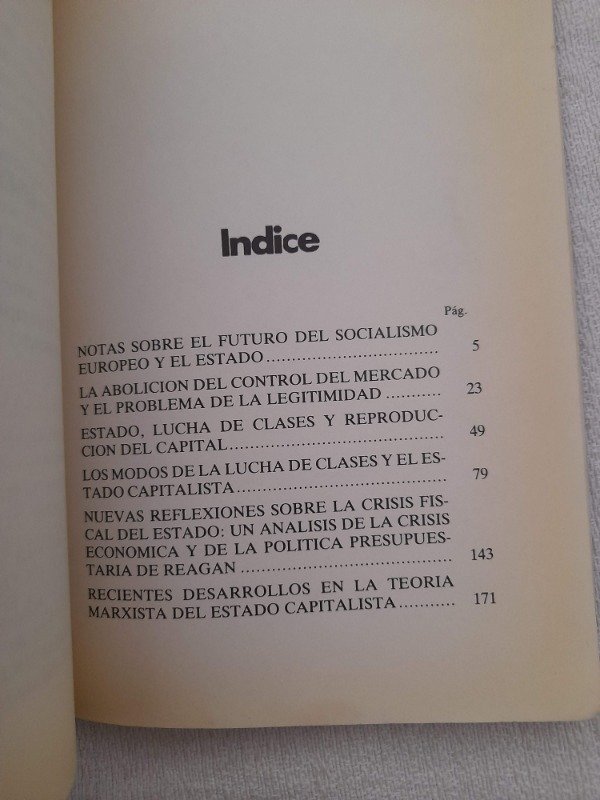 Indice
Pág.
NOTAS SOBRE EL FUTURO DEL SOCIALISMO
EUROPEO Y EL ESTADO ................................... 5
LA ABOLICION DEL CONTROL DEL MERCADO
Y EL PROBLEMA DE LA LEGITIMIDAD ........... 23
ESTADO, LUCHA DE CLASES Y REPRODUC-
CION DEL CAPITAL ........................................ 49
LOS MODOS DE LA LUCHA DE CLASES Y EL ES-
TADO CAPITALISTA ....................................... 79
NUEVAS REFLEXIONES SOBRE LA CRISIS FIS-
CAL DEL ESTADO: UN ANALISIS DE LA CRISIS
ECONOMICA Y DE LA POLITICA PRESUPUES-
TARIA DE REAGAN ........................................ 143
RECIENTES DESARROLLOS EN LA TEORIA
MARXISTA DEL ESTADO CAPITALISTA ........... 171